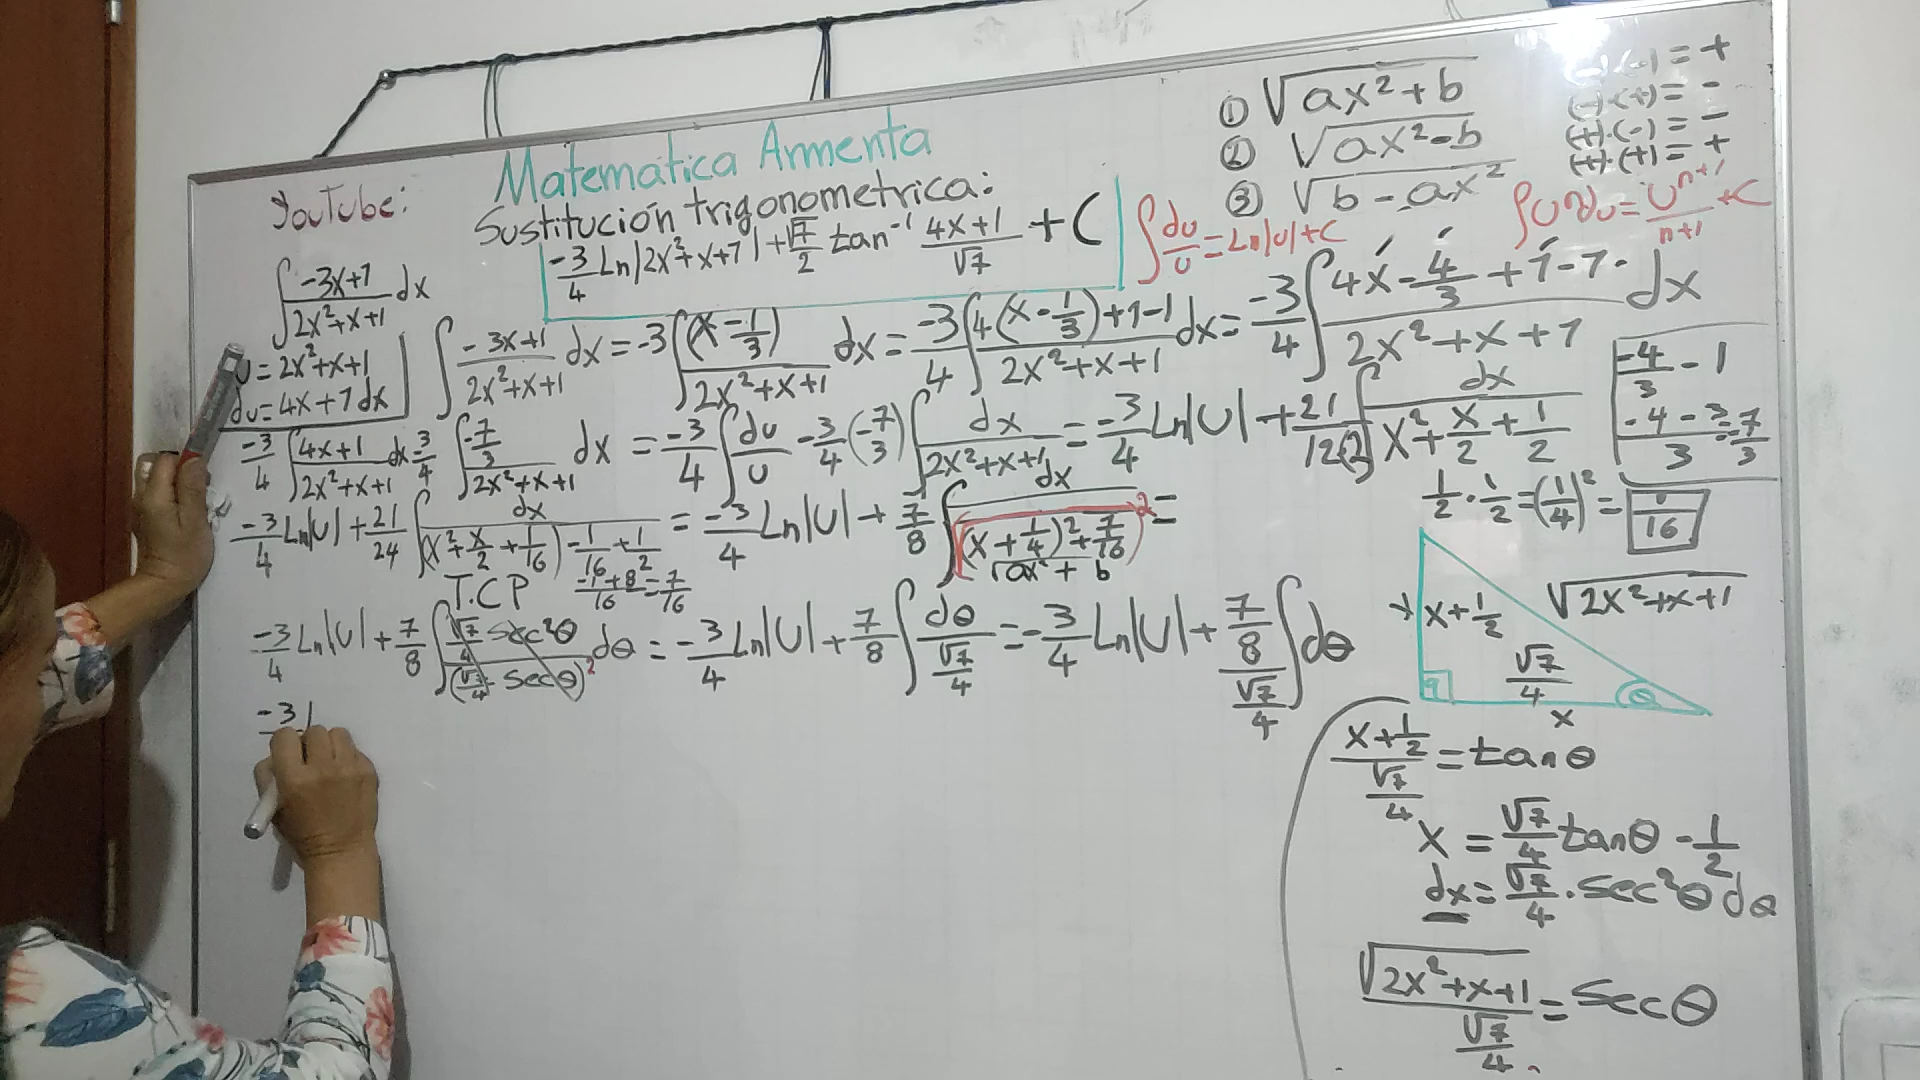 YouTube:
Matematica Armenta
Sustitución trigonometrica:
-3/4 Ln|2x²+x+7| + √7/2 tan⁻¹ (4x+1)/√7 + C
① √(ax²+b)
② √(ax²-b)
③ √(b-ax²)
(-)·(+) = -
(+)·(-) = -
(+)·(+) = +
∫ du/u = Ln|u|+C
∫ (-3x+1)/(2x²+x+1) dx
u = 2x²+x+1
du = 4x+1 dx
∫ (-3x+1)/(2x²+x+1) dx = -3 ∫ (x-1/3)/(2x²+x+1) dx = -3/4 ∫ (4(x-1/3)+1-1)/(2x²+x+1) dx = -3/4 ∫ (4x-4/3+1-1)/(2x²+x+1) dx
-4/3 - 1
(-4-3)/3 = -7/3
-3/4 ∫ (4x+1)/(2x²+x+1) dx -3/4 ∫ (-7/3)/(2x²+x+1) dx = -3/4 ∫ du/u -3/4 (-7/3) ∫ dx/(2x²+x+1) = -3/4 Ln|U| + 21/12(2) ∫ dx/(x²+x/2+1/2)
1/2 · 1/2 = (1/4)² = 1/16
-3/4 Ln|U| + 21/24 ∫ dx/((x²+x/2+1/16)-1/16+1/2) = -3/4 Ln|U| + 7/8 ∫ dx/(√((x+1/4)²+7/16))² =
T.C.P (-1+8)/16 = 7/16
√ax²+b
-3/4 Ln|U| + 7/8 ∫ (√7/4 sec²θ)/(√7/4 · secθ)² dθ = -3/4 Ln|U| + 7/8 ∫ dθ/(√7/4) = -3/4 Ln|U| + (7/8)/(√7/4) ∫ dθ
-3
y x+1/2 √(2x²+x+1)
√7/4 θ
x
(x+1/2)/(√7/4) = tanθ
x = √7/4 tanθ - 1/2
dx = √7/4 · sec²θ dθ
√(2x²+x+1)/(√7/4) = secθ